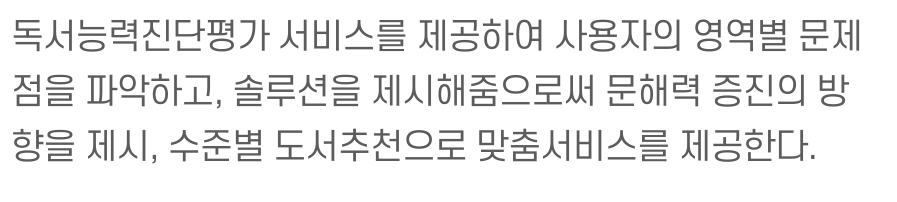 독서능력진단평가 서비스를 제공하여 사용자의 영역별 문제
점을 파악하고, 솔루션을 제시해줌으로써 문해력 증진의 방
향을 제시, 수준별 도서추천으로 맞춤서비스를 제공한다.